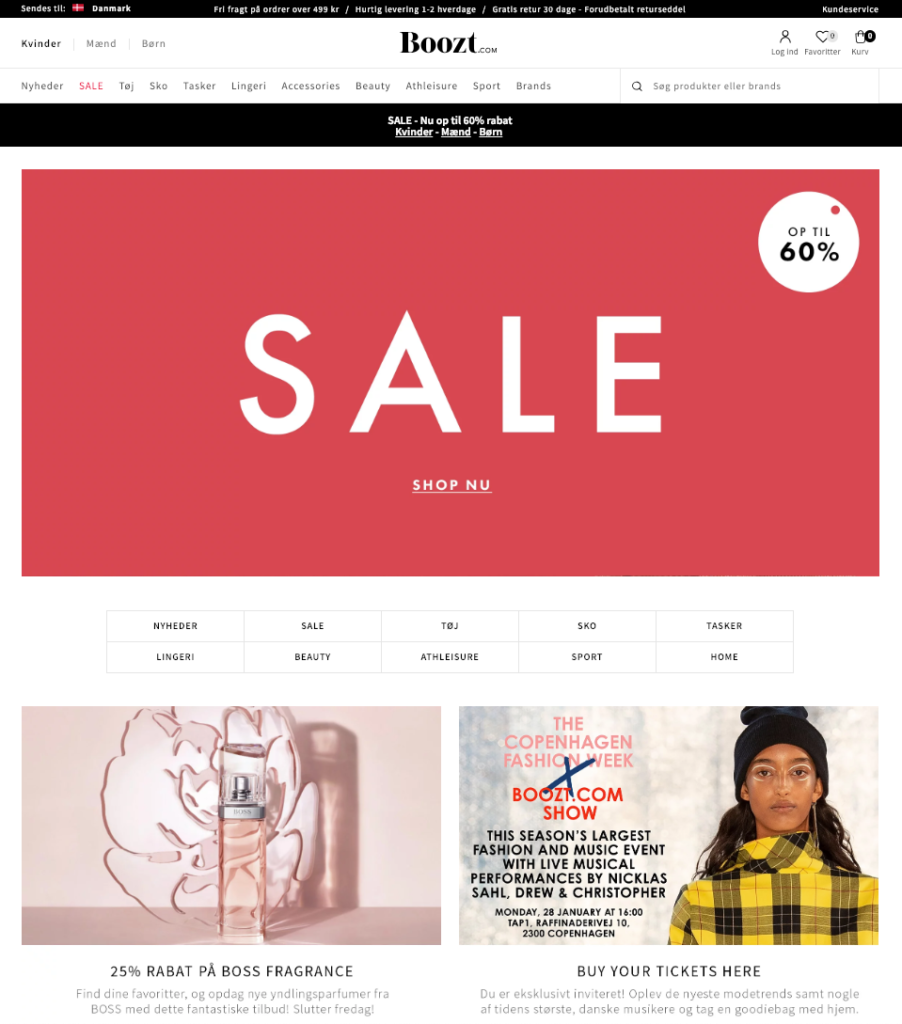 Sendes til: Danmark
Fri fragt på ordrer over 499 kr / Hurtig levering 1-2 hverdage / Gratis retur 30 dage - Forudbetalt returseddel
Kundeservice
Kvinder Mænd Børn
Boozt.COM
Log ind Favoritter 0 Kurv 0
Nyheder SALE Tøj Sko Tasker Lingeri Accessories Beauty Athleisure Sport Brands
Søg produkter eller brands
SALE - Nu op til 60% rabat
Kvinder - Mænd - Børn
OP TIL
60%
SALE
SHOP NU
NYHEDER SALE TØJ SKO TASKER
LINGERI BEAUTY ATHLEISURE SPORT HOME
BOSS
THE
COPENHAGEN
FASHION WEEK
X
BOOZT.COM
SHOW
THIS SEASON'S LARGEST
FASHION AND MUSIC EVENT
WITH LIVE MUSICAL
PERFORMANCES BY NICKLAS
SAHL, DREW & CHRISTOPHER
MONDAY, 28 JANUARY AT 16:00
TAP1, RAFFINADERIVEJ 10,
2300 COPENHAGEN
25% RABAT PÅ BOSS FRAGRANCE
Find dine favoritter, og opdag nye yndlingsparfumer fra
BOSS med dette fantastiske tilbud! Slutter fredag!
BUY YOUR TICKETS HERE
Du er eksklusivt inviteret! Oplev de nyeste modetrends samt nogle
af tidens største, danske musikere og tag en goodiebag med hjem.